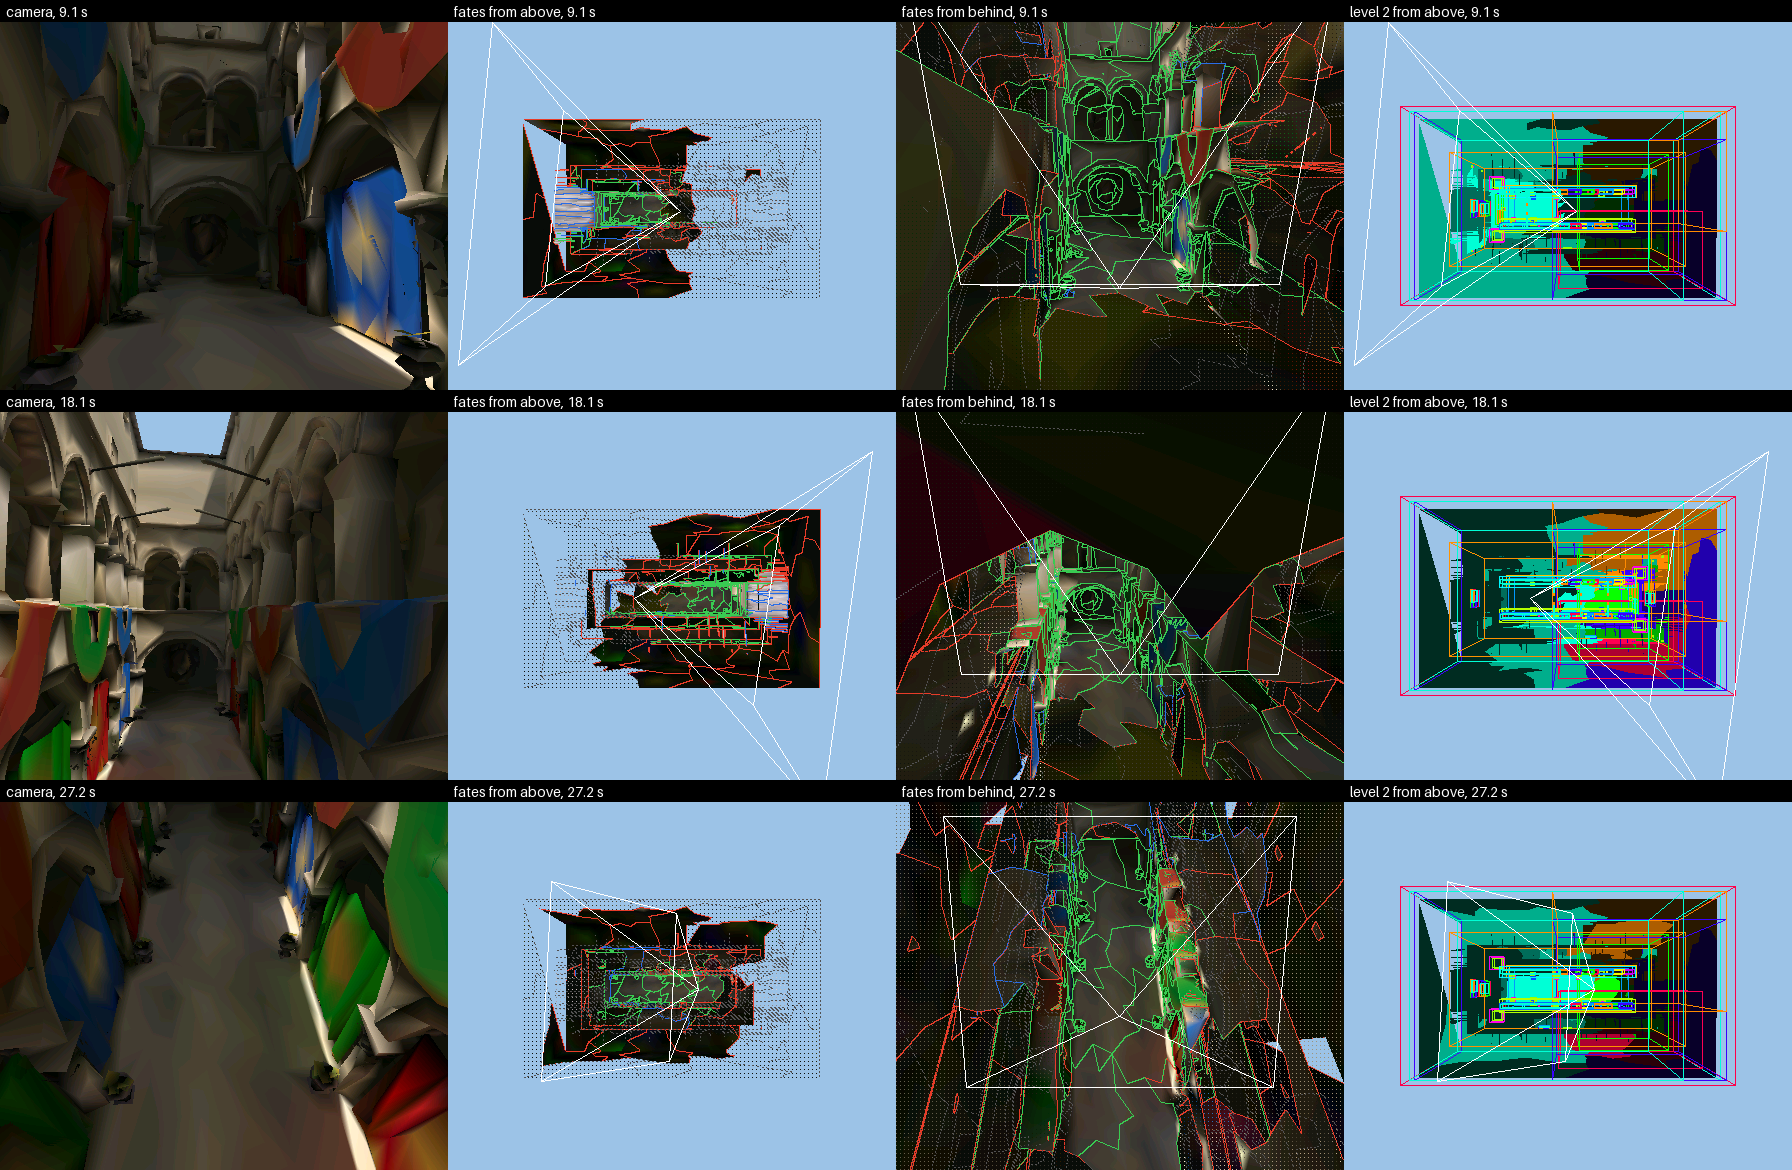 camera, 9.1 s
fates from above, 9.1 s
fates from behind, 9.1 s
level 2 from above, 9.1 s
camera, 18.1 s
fates from above, 18.1 s
fates from behind, 18.1 s
level 2 from above, 18.1 s
camera, 27.2 s
fates from above, 27.2 s
fates from behind, 27.2 s
level 2 from above, 27.2 s